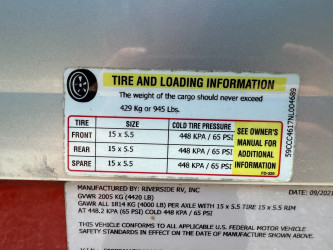 TIRE AND LOADING INFORMATION
The weight of the cargo should never exceed
429 Kg or 945 Lbs.
TIRE SIZE COLD TIRE PRESSURE
FRONT 15 x 5.5 448 KPA / 65 PSI
REAR 15 x 5.5 448 KPA / 65 PSI
SPARE 15 x 5.5 448 KPA / 65 PSI
SEE OWNER'S
MANUAL FOR
ADDITIONAL
INFORMATION
59CCC4617NL004689
MANUFACTURED BY: RIVERSIDE RV, INC DATE: 09/2021
GVWR 2005 KG (4420 LB)
GAWR ALL 1814 KG (4000 LB) PER AXLE WITH 15 x 5.5 TIRE 15 x 5.5 RIM
AT 448.2 KPA (65 PSI) COLD 448 KPA / 65 PSI
THIS VEHICLE CONFORMS TO ALL APPLICABLE U.S. FEDERAL MOTOR VEHICLE
SAFETY STANDARDS IN EFFECT ON THE DATE OF MANUFACTURE SHOWN ABOVE.